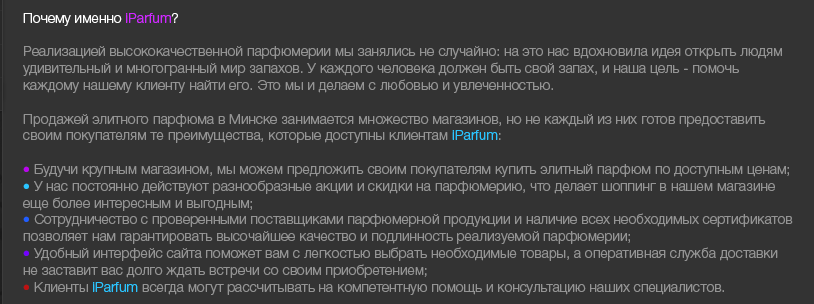 Почему именно iParfum?
Реализацией высококачественной парфюмерии мы занялись не случайно: на это нас вдохновила идея открыть людям
удивительный и многогранный мир запахов. У каждого человека должен быть свой запах, и наша цель - помочь
каждому нашему клиенту найти его. Это мы и делаем с любовью и увлеченностью.
Продажей элитного парфюма в Минске занимается множество магазинов, но не каждый из них готов предоставить
своим покупателям те преимущества, которые доступны клиентам iParfum:
• Будучи крупным магазином, мы можем предложить своим покупателям купить элитный парфюм по доступным ценам;
• У нас постоянно действуют разнообразные акции и скидки на парфюмерию, что делает шоппинг в нашем магазине
еще более интересным и выгодным;
• Сотрудничество с проверенными поставщиками парфюмерной продукции и наличие всех необходимых сертификатов
позволяет нам гарантировать высочайшее качество и подлинность реализуемой парфюмерии;
• Удобный интерфейс сайта поможет вам с легкостью выбрать необходимые товары, а оперативная служба доставки
не заставит вас долго ждать встречи со своим приобретением;
• Клиенты iParfum всегда могут рассчитывать на компетентную помощь и консультацию наших специалистов.